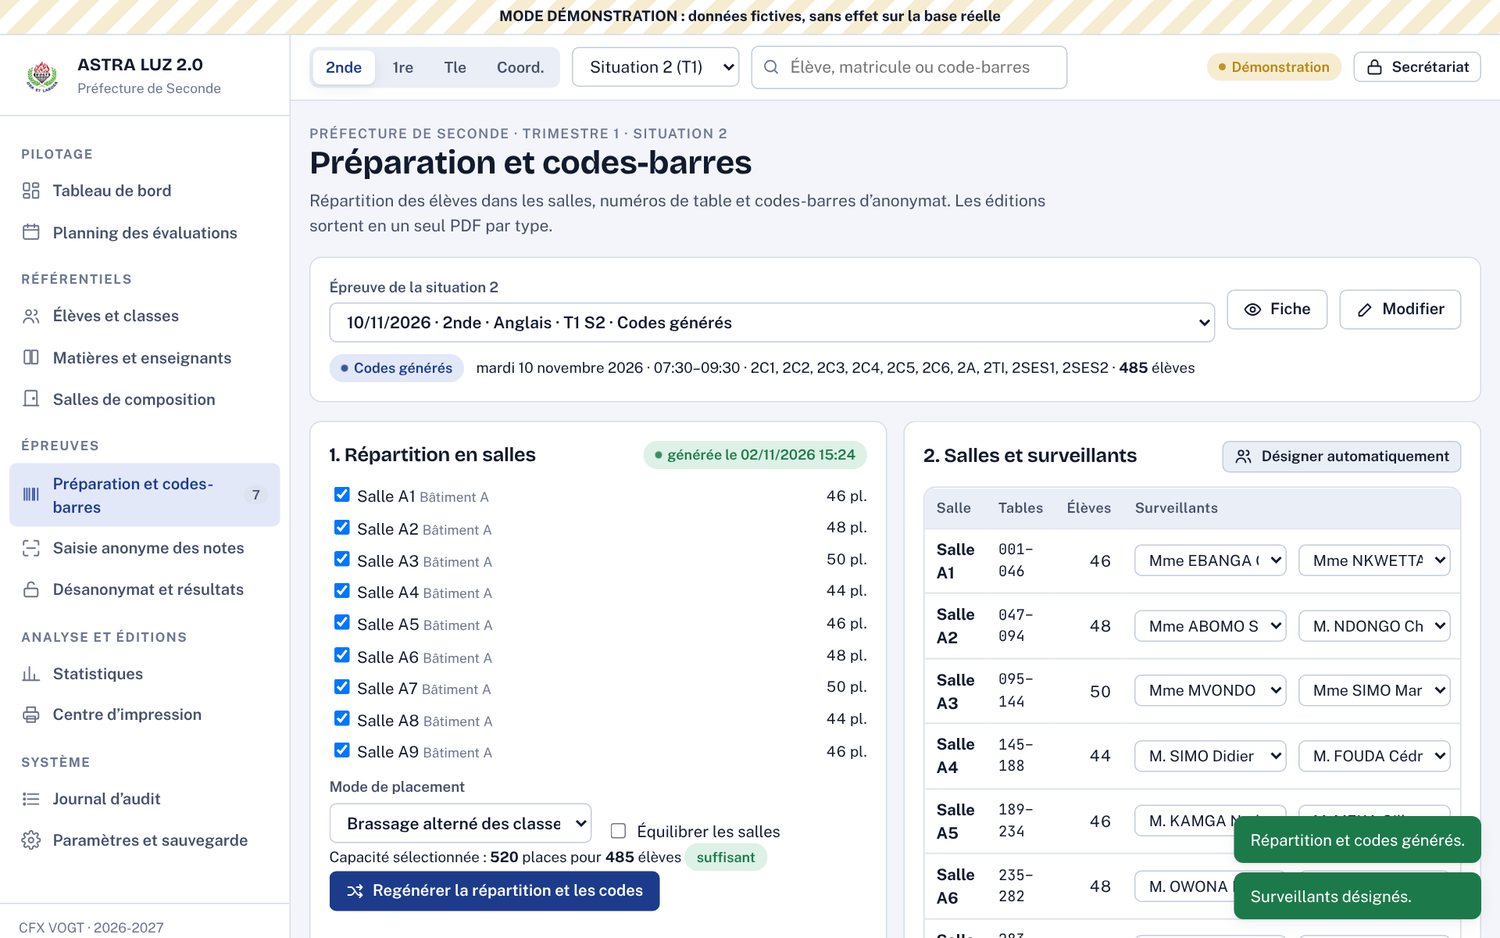 MODE DÉMONSTRATION : données fictives, sans effet sur la base réelle
ASTRA LUZ 2.0
Préfecture de Seconde
2nde
1re
Tle
Coord.
Situation 2 (T1)
Élève, matricule ou code-barres
Démonstration
Secrétariat
PILOTAGE
Tableau de bord
Planning des évaluations
RÉFÉRENTIELS
Élèves et classes
Matières et enseignants
Salles de composition
ÉPREUVES
Préparation et codes-
barres
7
Saisie anonyme des notes
Désanonymat et résultats
ANALYSE ET ÉDITIONS
Statistiques
Centre d’impression
SYSTÈME
Journal d’audit
Paramètres et sauvegarde
CFX VOGT · 2026-2027
PRÉFECTURE DE SECONDE · TRIMESTRE 1 · SITUATION 2
Préparation et codes-barres
Répartition des élèves dans les salles, numéros de table et codes-barres d’anonymat. Les éditions
sortent en un seul PDF par type.
Épreuve de la situation 2
10/11/2026 · 2nde · Anglais · T1 S2 · Codes générés
Fiche
Modifier
Codes générés
mardi 10 novembre 2026 · 07:30–09:30 · 2C1, 2C2, 2C3, 2C4, 2C5, 2C6, 2A, 2TI, 2SES1, 2SES2 · 485 élèves
1. Répartition en salles
générée le 02/11/2026 15:24
Salle A1 Bâtiment A 46 pl.
Salle A2 Bâtiment A 48 pl.
Salle A3 Bâtiment A 50 pl.
Salle A4 Bâtiment A 44 pl.
Salle A5 Bâtiment A 46 pl.
Salle A6 Bâtiment A 48 pl.
Salle A7 Bâtiment A 50 pl.
Salle A8 Bâtiment A 44 pl.
Salle A9 Bâtiment A 46 pl.
Mode de placement
Brassage alterné des classe
Équilibrer les salles
Capacité sélectionnée : 520 places pour 485 élèves suffisant
Regénérer la répartition et les codes
2. Salles et surveillants
Désigner automatiquement
Salle Tables Élèves Surveillants
Salle A1 001–046 46 Mme EBANGA Mme NKWETTA
Salle A2 047–094 48 Mme ABOMO S M. NDONGO Ch
Salle A3 095–144 50 Mme MVONDO Mme SIMO Mar
Salle A4 145–188 44 M. SIMO Didier M. FOUDA Cédr
Salle A5 189–234 46 M. KAMGA
Salle A6 235–282 48 M. OWONA
Répartition et codes générés.
Surveillants désignés.